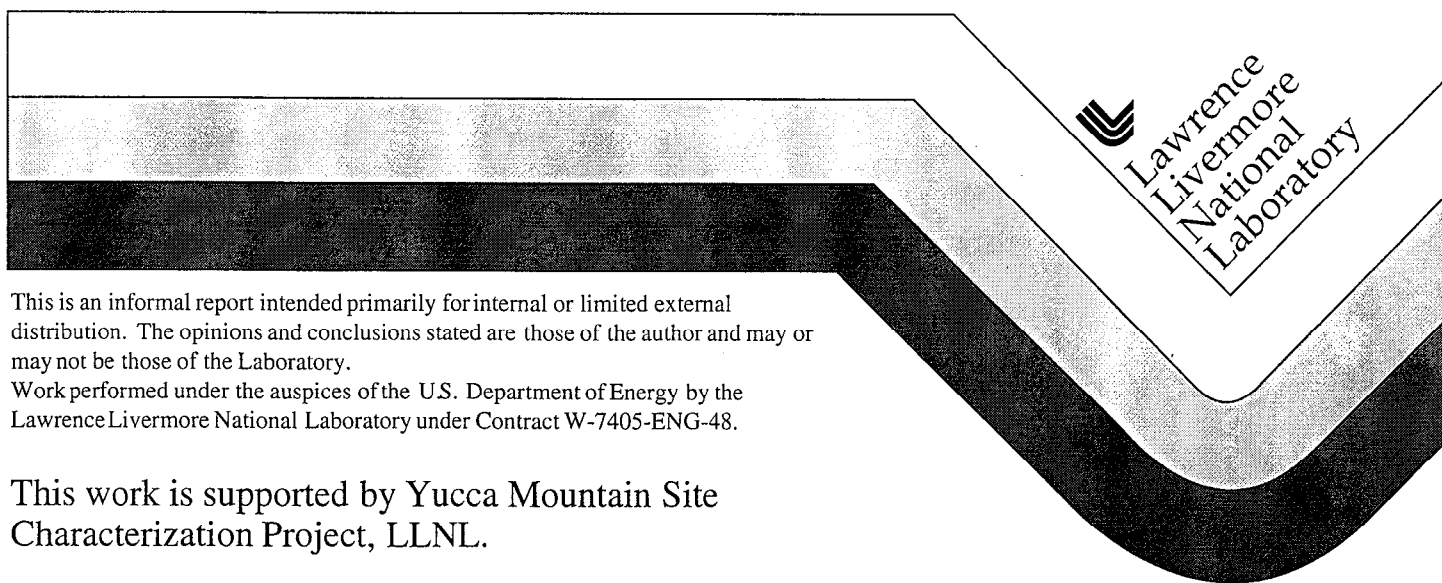 Lawrence
Livermore
National
Laboratory
This is an informal report intended primarily for internal or limited external
distribution. The opinions and conclusions stated are those of the author and may or
may not be those of the Laboratory.
Work performed under the auspices of the U.S. Department of Energy by the
Lawrence Livermore National Laboratory under Contract W-7405-ENG-48.
This work is supported by Yucca Mountain Site
Characterization Project, LLNL.